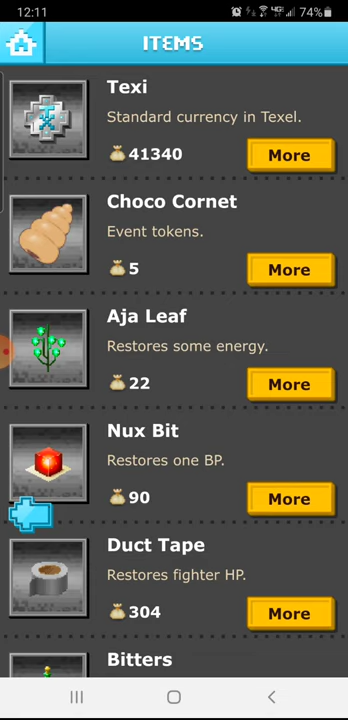 12:11
4G 74%
ITEMS
Texi
Standard currency in Texel.
41340
More
Choco Cornet
Event tokens.
5
More
Aja Leaf
Restores some energy.
22
More
Nux Bit
Restores one BP.
90
More
Duct Tape
Restores fighter HP.
304
More
Bitters